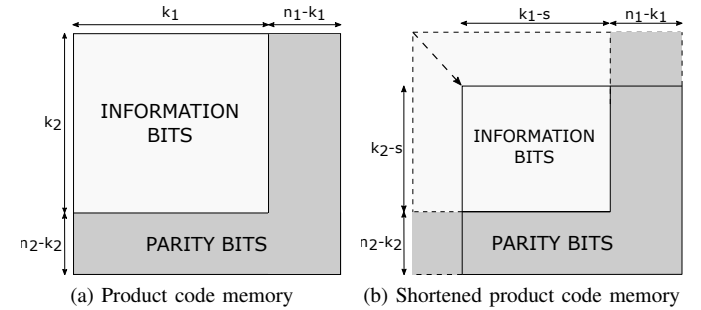 k1 n1-k1
k2
INFORMATION
BITS
n2-k2
PARITY BITS
(a) Product code memory
k1-s n1-k1
k2-s
INFORMATION
BITS
n2-k2
PARITY BITS
(b) Shortened product code memory